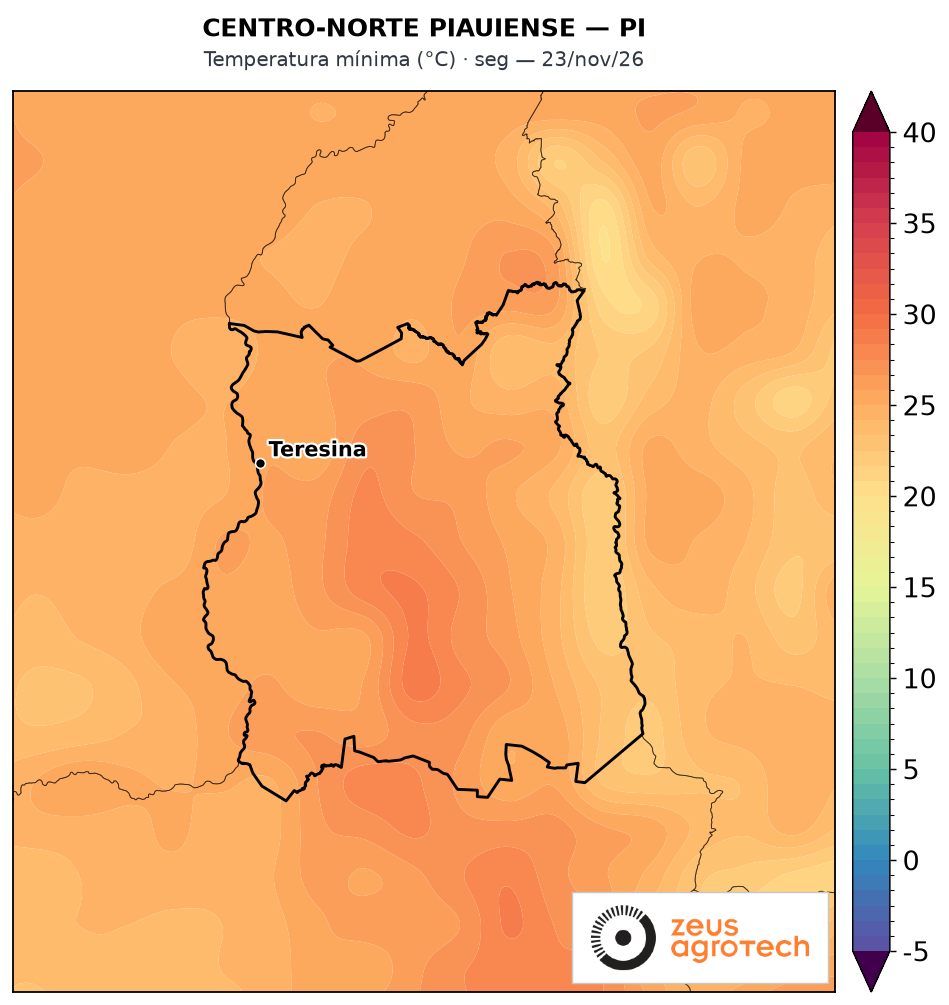 CENTRO-NORTE PIAUIENSE — PI
Temperatura mínima (°C) · seg — 23/nov/26
Teresina
40
35
30
25
20
15
10
5
0
-5
zeus
agrotech